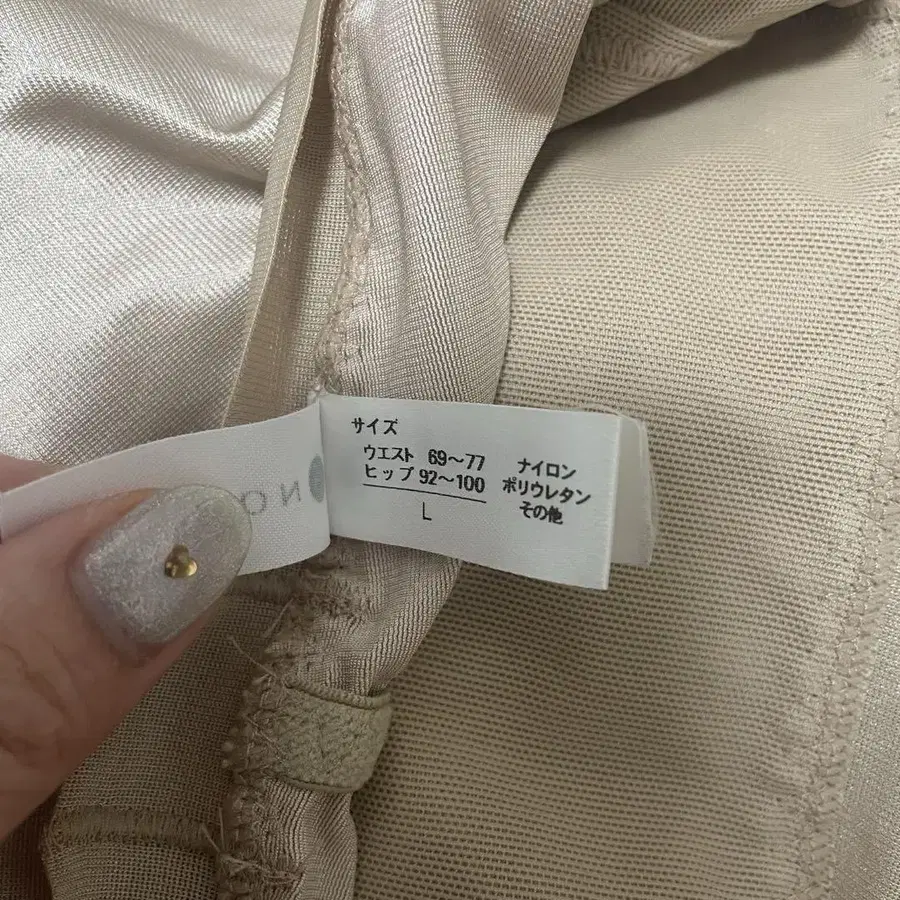 サイズ
ウエスト 69〜77
ヒップ 92〜100
L
ナイロン
ポリウレタン
その他